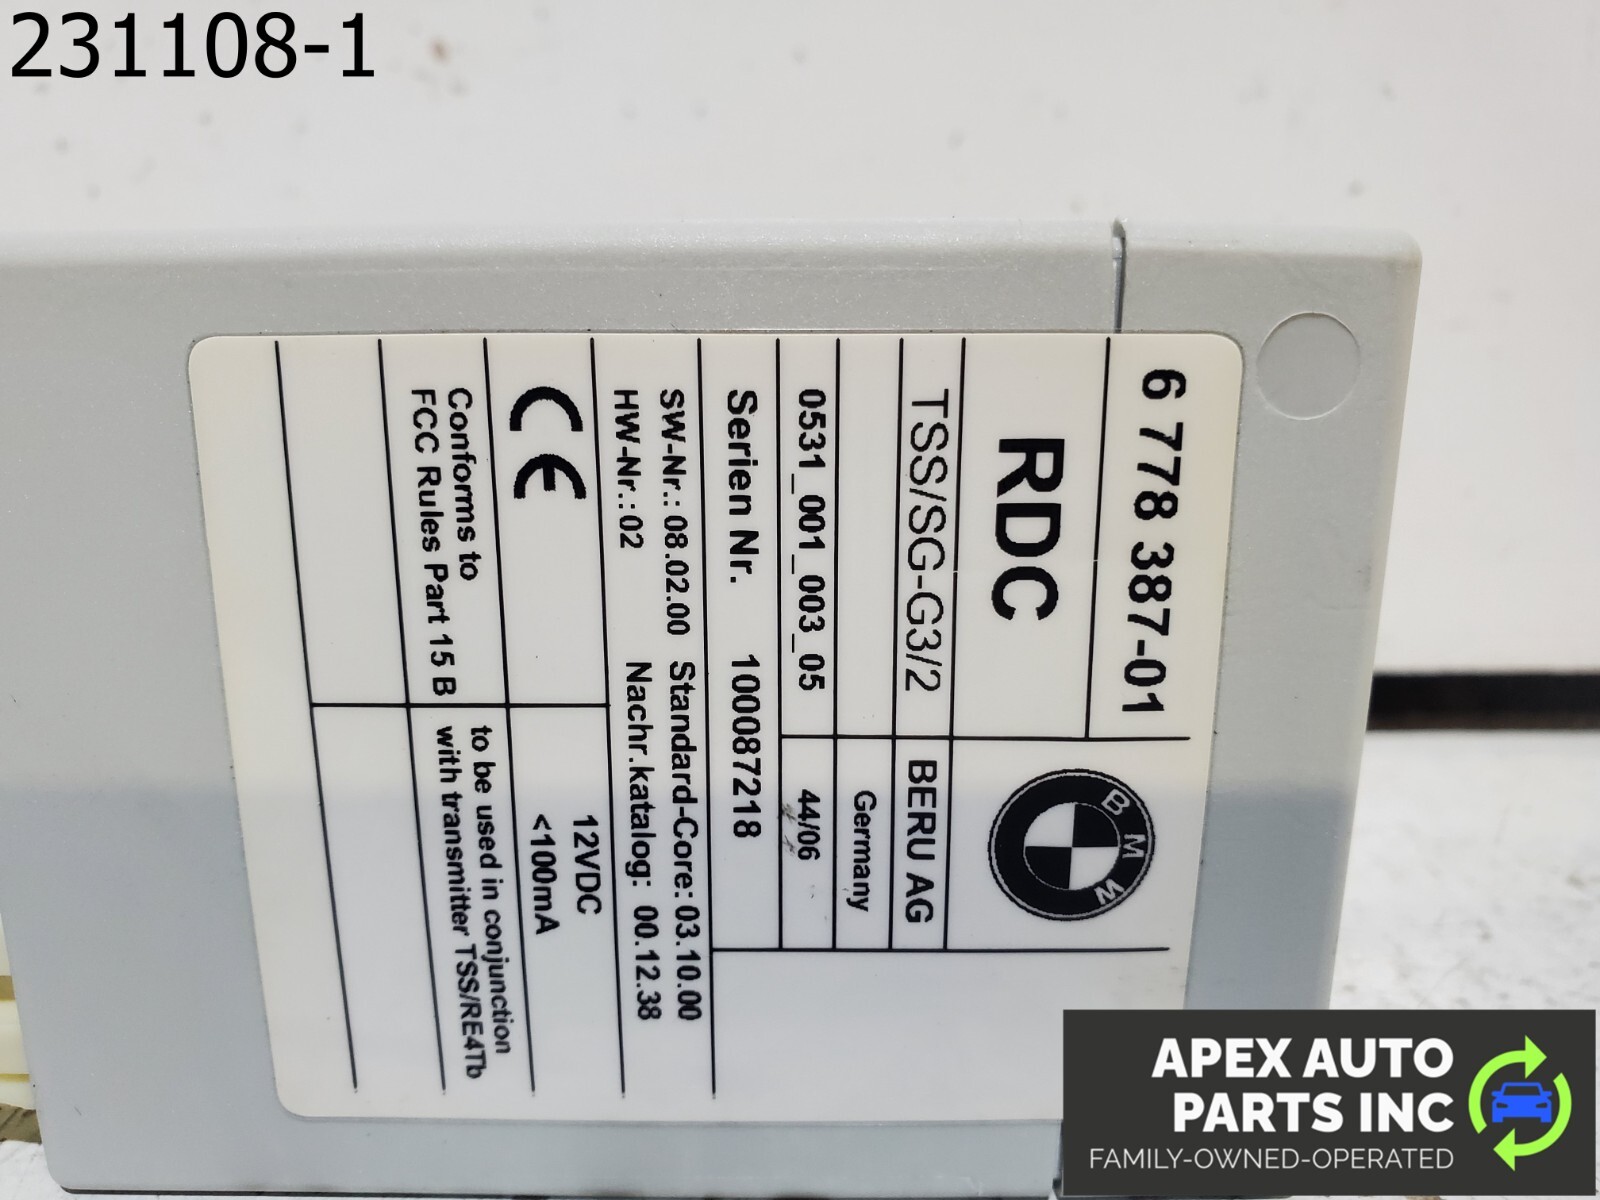 231108-1
6 778 387-01
BMW
RDC
TSS/SG-G3/2
BERU AG
Germany
0531_001_003_05
44/06
Serien Nr. 10087218
SW-Nr.: 08.02.00 Standard-Core: 03.10.00
HW-Nr.: 02 Nachr.katalog: 00.12.38
CE
12VDC
<100mA
Conforms to
FCC Rules Part 15 B
to be used in conjunction
with transmitter TSS/RE4Tb
APEX AUTO
PARTS INC
FAMILY-OWNED-OPERATED